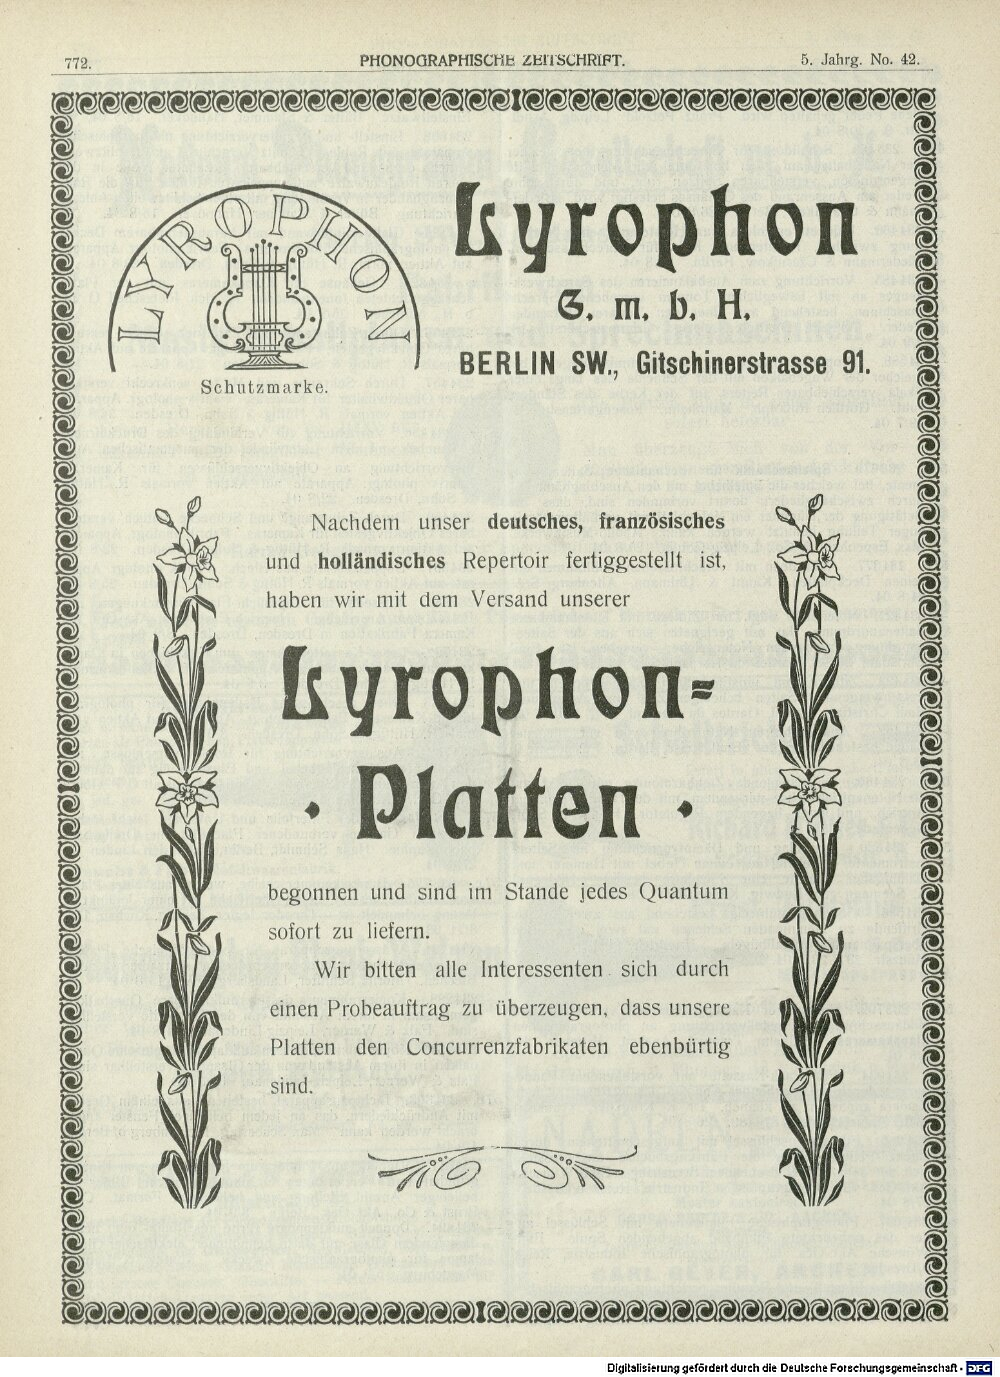 772.
PHONOGRAPHISCHE ZEITSCHRIFT.
5. Jahrg. No. 42.
LYROPHON
Schutzmarke.
Lyrophon
G. m. b. H.
BERLIN SW., Gitschinerstrasse 91.
Nachdem unser deutsches, französisches
und holländisches Repertoir fertiggestellt ist,
haben wir mit dem Versand unserer
Lyrophon-
Platten
begonnen und sind im Stande jedes Quantum
sofort zu liefern.
Wir bitten alle Interessenten sich durch
einen Probeauftrag zu überzeugen, dass unsere
Platten den Concurrenzfabrikaten ebenbürtig
sind.
Digitalisierung gefördert durch die Deutsche Forschungsgemeinschaft - DFG